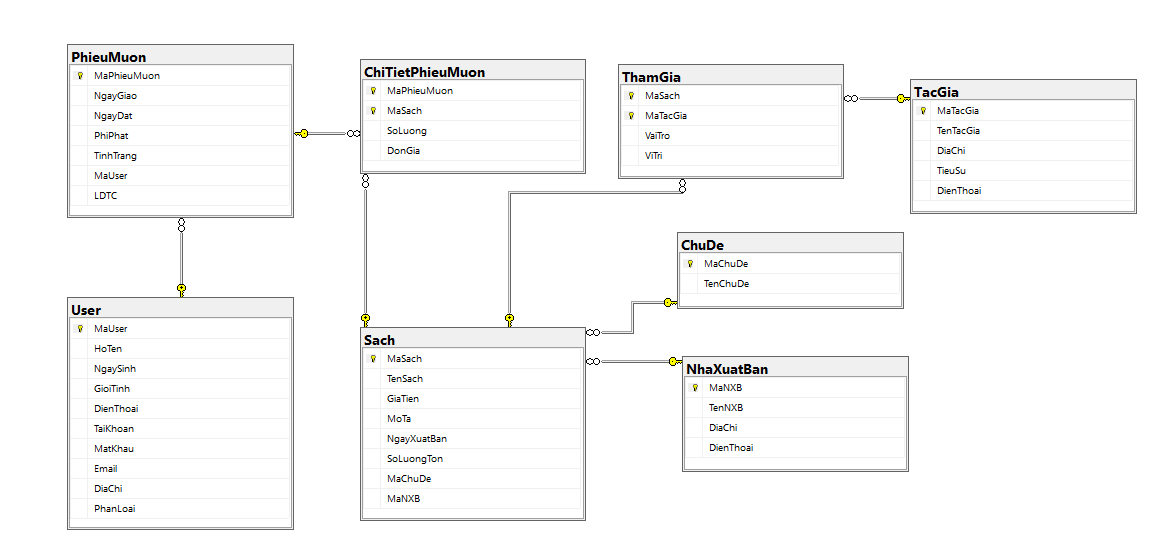 PhieuMuon
MaPhieuMuon
NgayGiao
NgayDat
PhiPhat
TinhTrang
MaUser
LDTC
ChiTietPhieuMuon
MaPhieuMuon
MaSach
SoLuong
DonGia
ThamGia
MaSach
MaTacGia
VaiTro
ViTri
TacGia
MaTacGia
TenTacGia
DiaChi
TieuSu
DienThoai
ChuDe
MaChuDe
TenChuDe
User
MaUser
HoTen
NgaySinh
GioiTinh
DienThoai
TaiKhoan
MatKhau
Email
DiaChi
PhanLoai
Sach
MaSach
TenSach
GiaTien
MoTa
NgayXuatBan
SoLuongTon
MaChuDe
MaNXB
NhaXuatBan
MaNXB
TenNXB
DiaChi
DienThoai